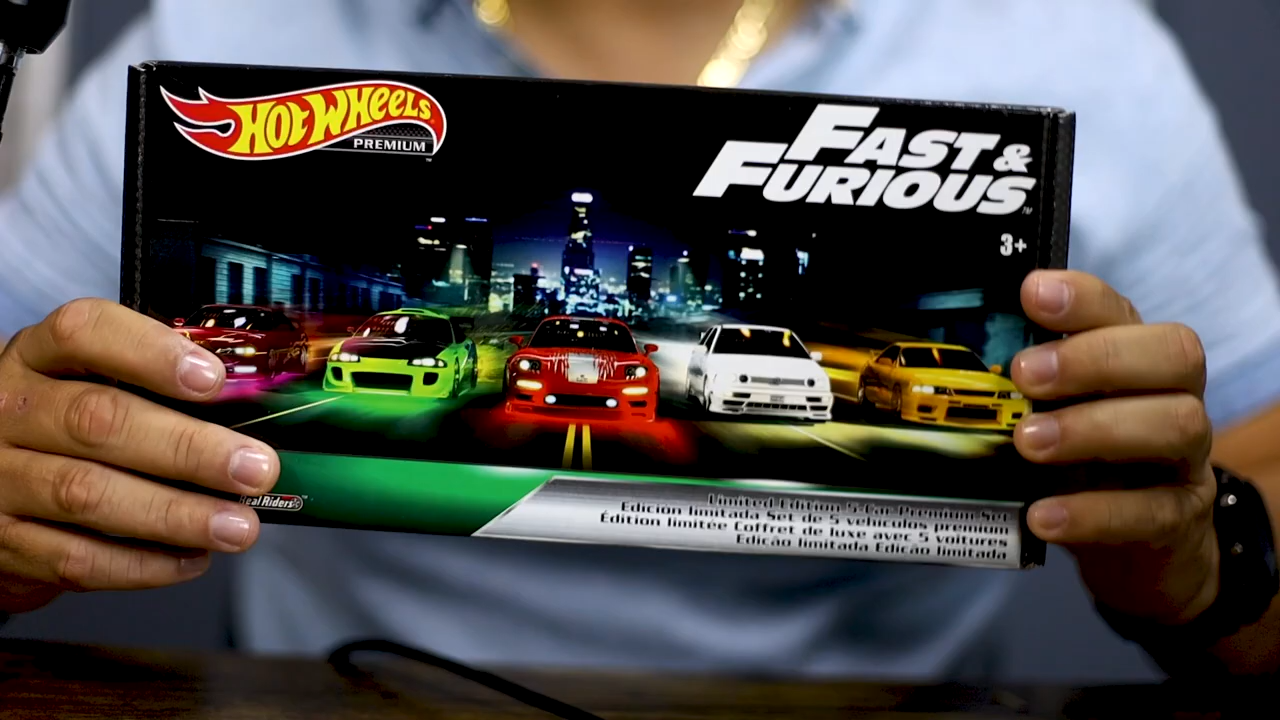 HOT WHEELS
PREMIUM
FAST &
FURIOUS
3+
Real Riders
Limited Edition 5-Car Premium Set
Edición limitada Set de 5 vehículos premium
Édition limitée Coffret de luxe avec 5 voitures
Edição limitada Edição limitada